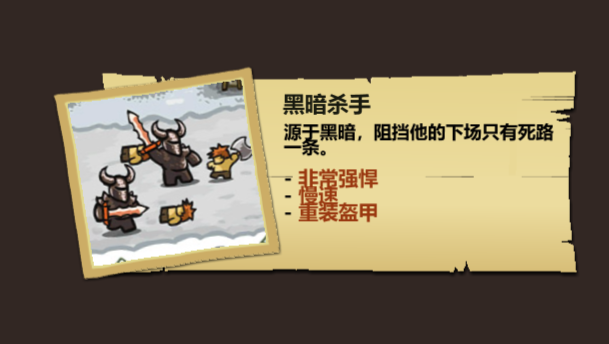 黑暗杀手
源于黑暗，阻挡他的下场只有死路
一条。
- 非常强悍
- 慢速
- 重装盔甲